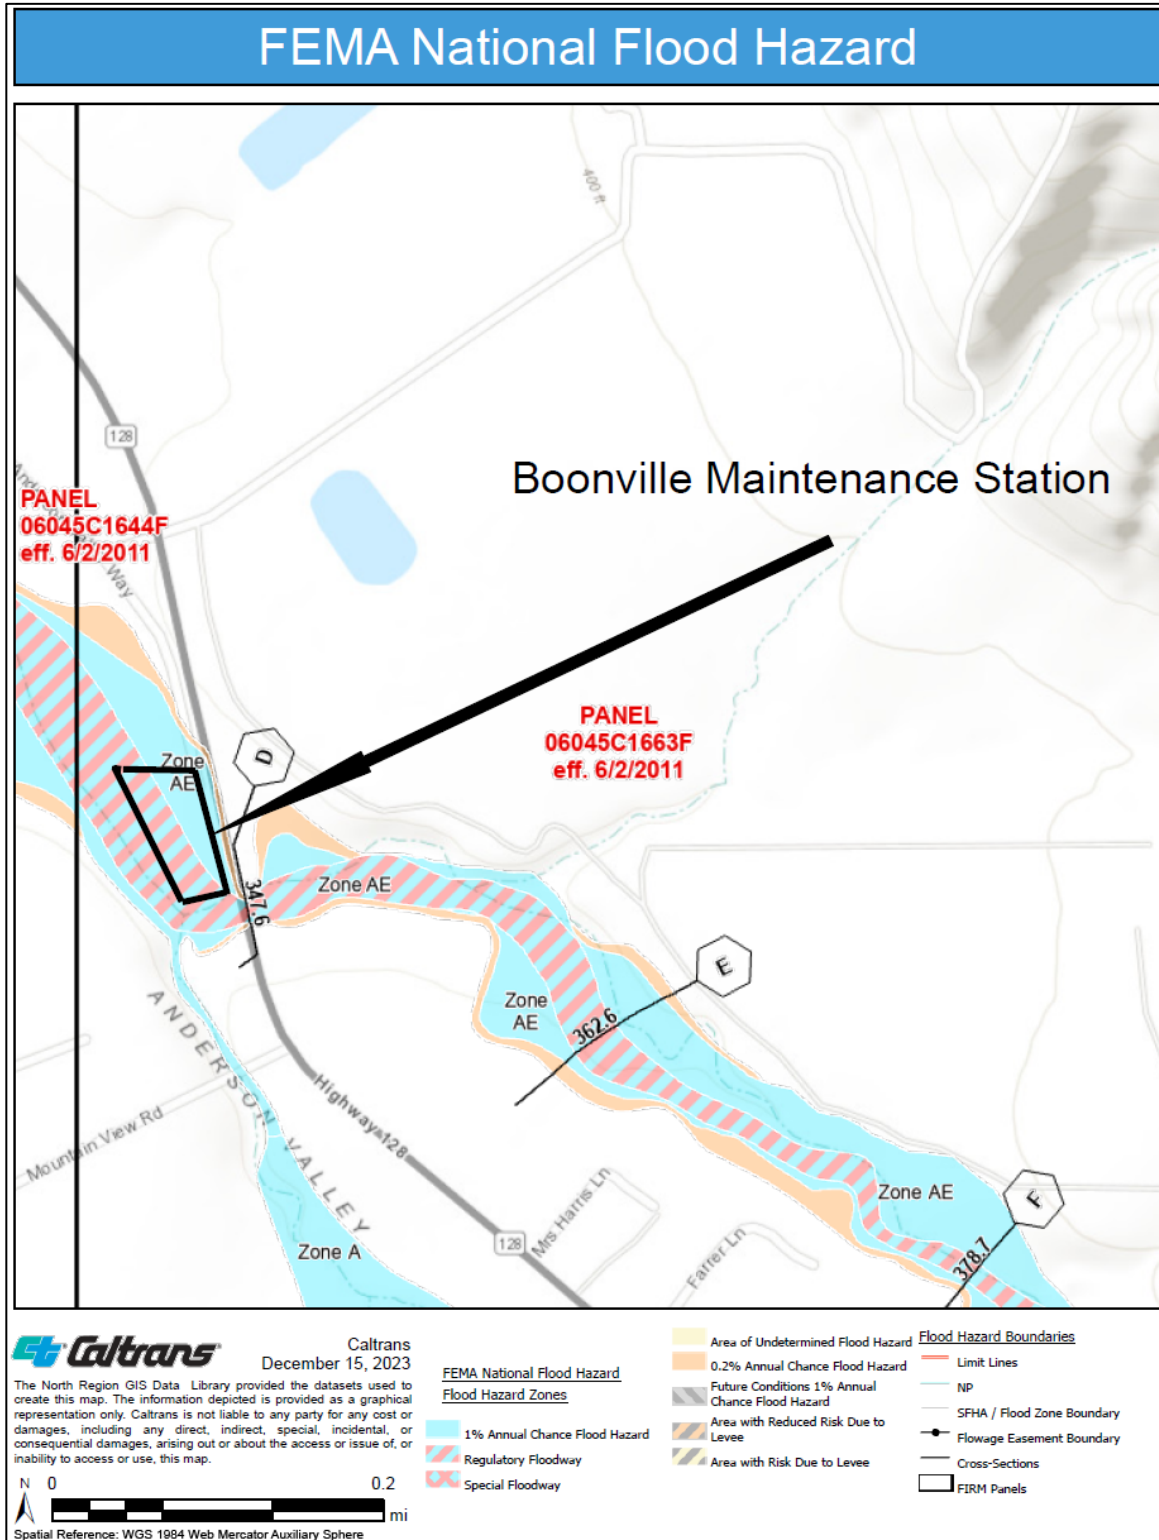 FEMA National Flood Hazard
400 ft
128
PANEL
06045C1644F
eff. 6/2/2011
Way
Boonville Maintenance Station
PANEL
06045C1663F
eff. 6/2/2011
Zone
AE
D
347.6
Zone AE
E
362.6
Zone
AE
ANDERSON VALLEY
Mountain View Rd
Highway 128
Mrs Harris Ln
128
Farrer Ln
Zone A
Zone AE
F
378.7
Caltrans
Caltrans
December 15, 2023
The North Region GIS Data Library provided the datasets used to
create this map. The information depicted is provided as a graphical
representation only. Caltrans is not liable to any party for any cost or
damages, including any direct, indirect, special, incidental, or
consequential damages, arising out or about the access or issue of, or
inability to access or use, this map.
N
0 0.2
mi
Spatial Reference: WGS 1984 Web Mercator Auxiliary Sphere
FEMA National Flood Hazard
Flood Hazard Zones
1% Annual Chance Flood Hazard
Regulatory Floodway
Special Floodway
Area of Undetermined Flood Hazard
0.2% Annual Chance Flood Hazard
Future Conditions 1% Annual
Chance Flood Hazard
Area with Reduced Risk Due to
Levee
Area with Risk Due to Levee
Flood Hazard Boundaries
Limit Lines
NP
SFHA / Flood Zone Boundary
Flowage Easement Boundary
Cross-Sections
FIRM Panels